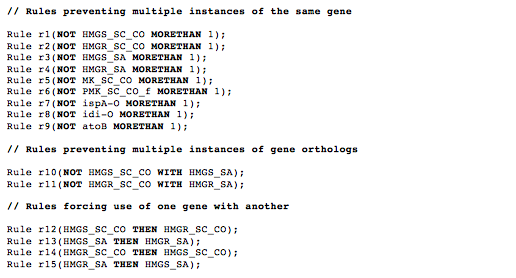 // Rules preventing multiple instances of the same gene
Rule r1(NOT HMGS_SC_CO MORETHAN 1);
Rule r2(NOT HMGR_SC_CO MORETHAN 1);
Rule r3(NOT HMGS_SA MORETHAN 1);
Rule r4(NOT HMGR_SA MORETHAN 1);
Rule r5(NOT MK_SC_CO MORETHAN 1);
Rule r6(NOT PMK_SC_CO_f MORETHAN 1);
Rule r7(NOT ispA-O MORETHAN 1);
Rule r8(NOT idi-O MORETHAN 1);
Rule r9(NOT atoB MORETHAN 1);
// Rules preventing multiple instances of gene orthologs
Rule r10(NOT HMGS_SC_CO WITH HMGS_SA);
Rule r11(NOT HMGR_SC_CO WITH HMGR_SA);
// Rules forcing use of one gene with another
Rule r12(HMGS_SC_CO THEN HMGR_SC_CO);
Rule r13(HMGS_SA THEN HMGR_SA);
Rule r14(HMGR_SC_CO THEN HMGS_SC_CO);
Rule r15(HMGR_SA THEN HMGS_SA);